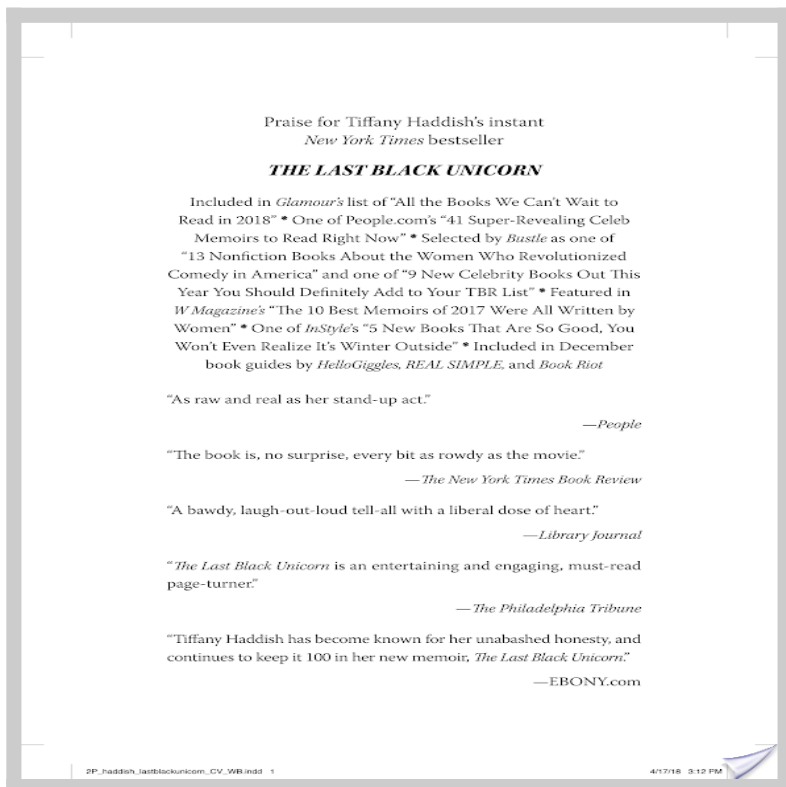 Praise for Tiffany Haddish’s instant
New York Times bestseller
THE LAST BLACK UNICORN
Included in Glamour’s list of “All the Books We Can’t Wait to
Read in 2018” * One of People.com’s “41 Super-Revealing Celeb
Memoirs to Read Right Now” * Selected by Bustle as one of
“13 Nonfiction Books About the Women Who Revolutionized
Comedy in America” and one of “9 New Celebrity Books Out This
Year You Should Definitely Add to Your TBR List” * Featured in
W Magazine’s “The 10 Best Memoirs of 2017 Were All Written by
Women” * One of InStyle’s “5 New Books That Are So Good, You
Won’t Even Realize It’s Winter Outside” * Included in December
book guides by HelloGiggles, REAL SIMPLE, and Book Riot
“As raw and real as her stand-up act.”
—People
“The book is, no surprise, every bit as rowdy as the movie.”
—The New York Times Book Review
“A bawdy, laugh-out-loud tell-all with a liberal dose of heart.”
—Library Journal
“The Last Black Unicorn is an entertaining and engaging, must-read
page-turner.”
—The Philadelphia Tribune
“Tiffany Haddish has become known for her unabashed honesty, and
continues to keep it 100 in her new memoir, The Last Black Unicorn.”
—EBONY.com
2P_haddish_lastblackunicorn_CV_WB.indd 1 4/17/18 3:12 PM